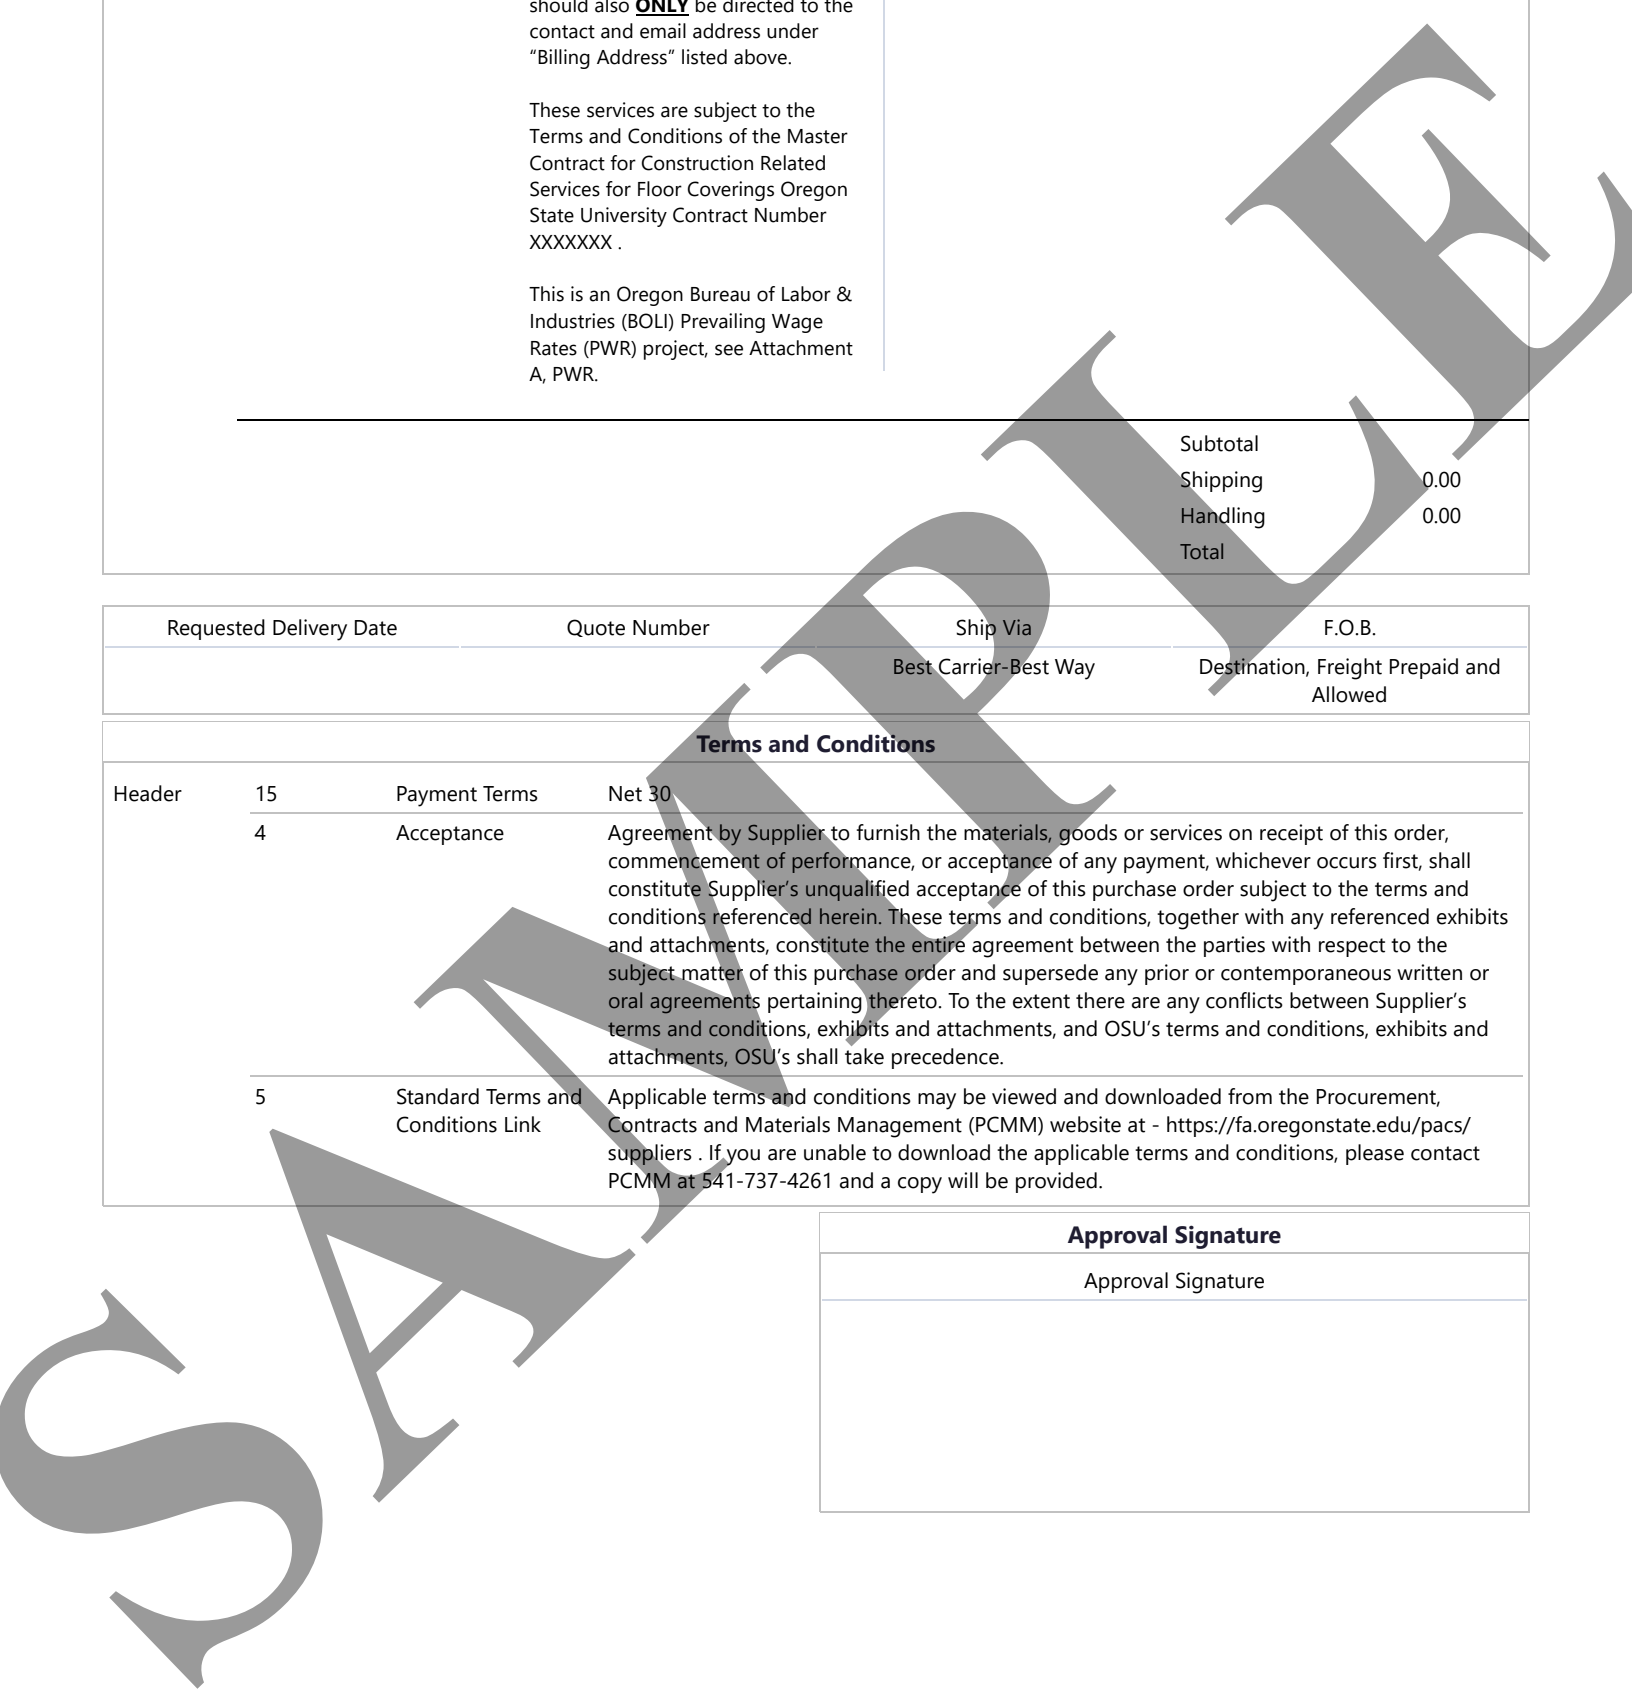 should also ONLY be directed to the
contact and email address under
“Billing Address” listed above.
These services are subject to the
Terms and Conditions of the Master
Contract for Construction Related
Services for Floor Coverings Oregon
State University Contract Number
XXXXXXX .
This is an Oregon Bureau of Labor &
Industries (BOLI) Prevailing Wage
Rates (PWR) project, see Attachment
A, PWR.
Subtotal
Shipping 0.00
Handling 0.00
Total
Requested Delivery Date Quote Number Ship Via F.O.B.
Best Carrier-Best Way Destination, Freight Prepaid and
Allowed
Terms and Conditions
Header 15 Payment Terms Net 30
4 Acceptance Agreement by Supplier to furnish the materials, goods or services on receipt of this order,
commencement of performance, or acceptance of any payment, whichever occurs first, shall
constitute Supplier’s unqualified acceptance of this purchase order subject to the terms and
conditions referenced herein. These terms and conditions, together with any referenced exhibits
and attachments, constitute the entire agreement between the parties with respect to the
subject matter of this purchase order and supersede any prior or contemporaneous written or
oral agreements pertaining thereto. To the extent there are any conflicts between Supplier’s
terms and conditions, exhibits and attachments, and OSU’s terms and conditions, exhibits and
attachments, OSU’s shall take precedence.
5 Standard Terms and Applicable terms and conditions may be viewed and downloaded from the Procurement,
Conditions Link Contracts and Materials Management (PCMM) website at - https://fa.oregonstate.edu/pacs/
suppliers . If you are unable to download the applicable terms and conditions, please contact
PCMM at 541-737-4261 and a copy will be provided.
Approval Signature
Approval Signature
SAMPLE